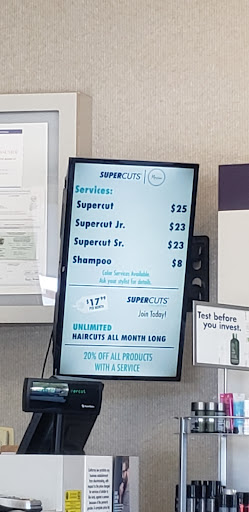 SUPERCUTS
Services:
Supercut $25
Supercut Jr. $23
Supercut Sr. $23
Shampoo $8
Color Services Available.
Ask your stylist for details.
$17.99 SUPERCUTS
PER MONTH
Join Today!
UNLIMITED
HAIRCUTS ALL MONTH LONG
20% OFF ALL PRODUCTS
WITH A SERVICE
Test before
you invest.